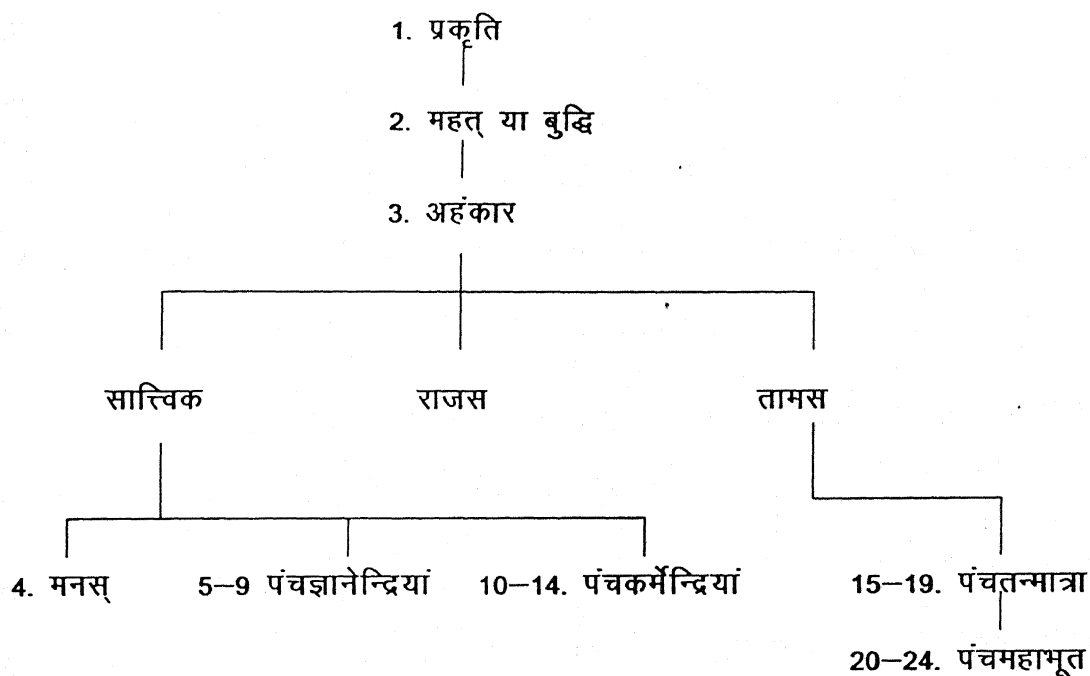 1. प्रकृति
2. महत् या बुद्धि
3. अहंकार
सात्त्विक राजस तामस
4. मनस् 5–9 पंचज्ञानेन्द्रियां 10–14. पंचकर्मेन्द्रियां 15–19. पंचतन्मात्रा
20–24. पंचमहाभूत